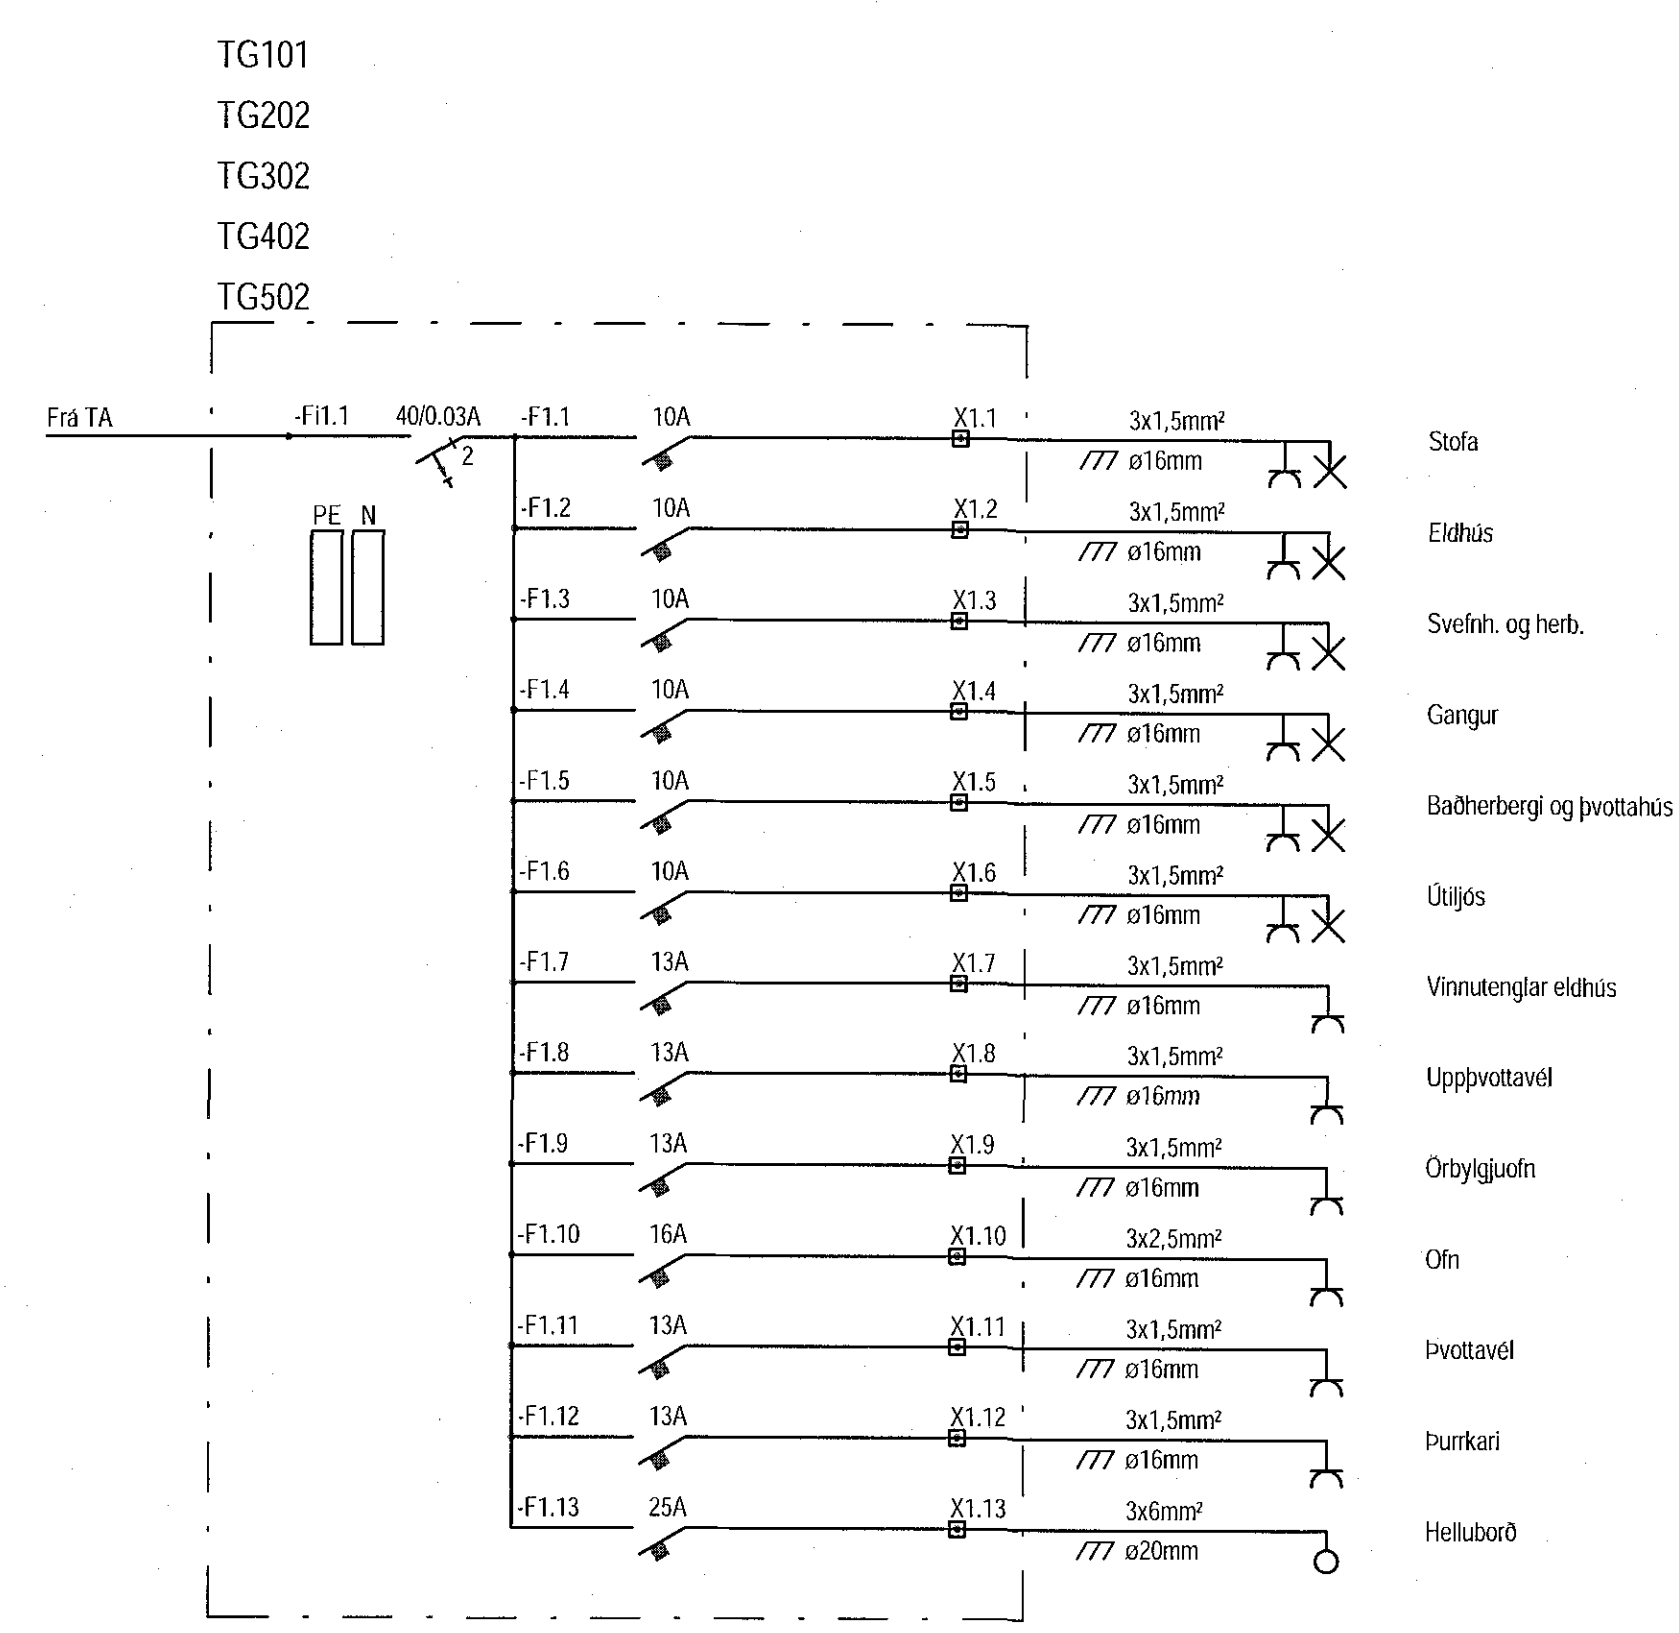 TG101
TG202
TG302
TG402
TG502
Frá TA -Fi1.1 40/0.03A 2 -F1.1 10A X1.1 3x1,5mm² ø16mm Stofa
PE N
-F1.2 10A X1.2 3x1,5mm² ø16mm Eldhús
-F1.3 10A X1.3 3x1,5mm² ø16mm Svefnh. og herb.
-F1.4 10A X1.4 3x1,5mm² ø16mm Gangur
-F1.5 10A X1.5 3x1,5mm² ø16mm Baðherbergi og þvottahús
-F1.6 10A X1.6 3x1,5mm² ø16mm Útiljós
-F1.7 13A X1.7 3x1,5mm² ø16mm Vinnutenglar eldhús
-F1.8 13A X1.8 3x1,5mm² ø16mm Uppþvottavél
-F1.9 13A X1.9 3x1,5mm² ø16mm Örbylgjuofn
-F1.10 16A X1.10 3x2,5mm² ø16mm Ofn
-F1.11 13A X1.11 3x1,5mm² ø16mm Þvottavél
-F1.12 13A X1.12 3x1,5mm² ø16mm Þurrkari
-F1.13 25A X1.13 3x6mm² ø20mm Helluborð